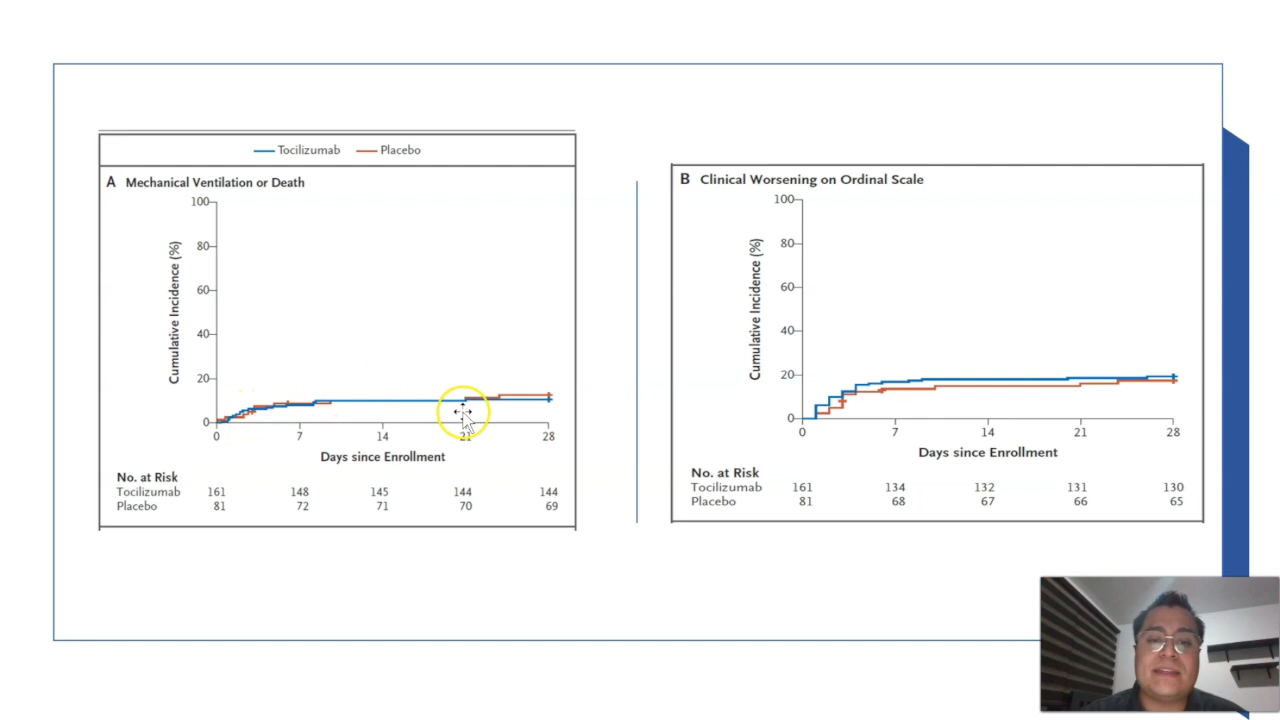 Tocilizumab Placebo
A Mechanical Ventilation or Death
100
80
60
40
20
0
Cumulative Incidence (%)
0 7 14 21 28
Days since Enrollment
No. at Risk
Tocilizumab 161 148 145 144 144
Placebo 81 72 71 70 69
B Clinical Worsening on Ordinal Scale
100
80
60
40
20
0
Cumulative Incidence (%)
0 7 14 21 28
Days since Enrollment
No. at Risk
Tocilizumab 161 134 132 131 130
Placebo 81 68 67 66 65